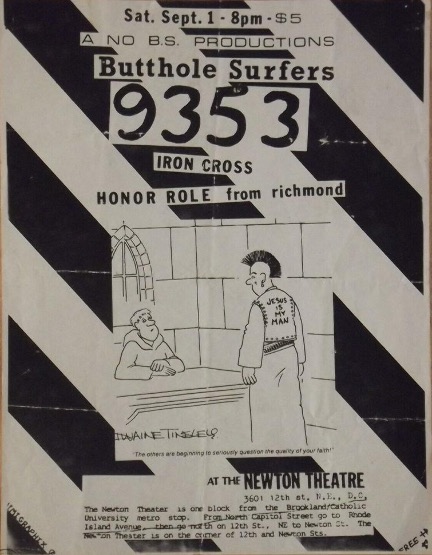 Sat. Sept. 1 - 8pm - $5
A NO B.S. PRODUCTIONS
Butthole Surfers
9353
IRON CROSS
HONOR ROLE from richmond
JESUS
IS
MY
MAN
DWAINE TINSLEY
"The others are beginning to seriously question the quality of your faith!"
AT THE NEWTON THEATRE
3601 12th st, N.E., D.C.
The Newton Theater is one block from the Brookland/Catholic
University metro stop. From North Capitol Street go to Rhode
Island Avenue, then go north on 12th St., NE to Newton St. The
Newton Theater is on the corner of 12th and Newton Sts.